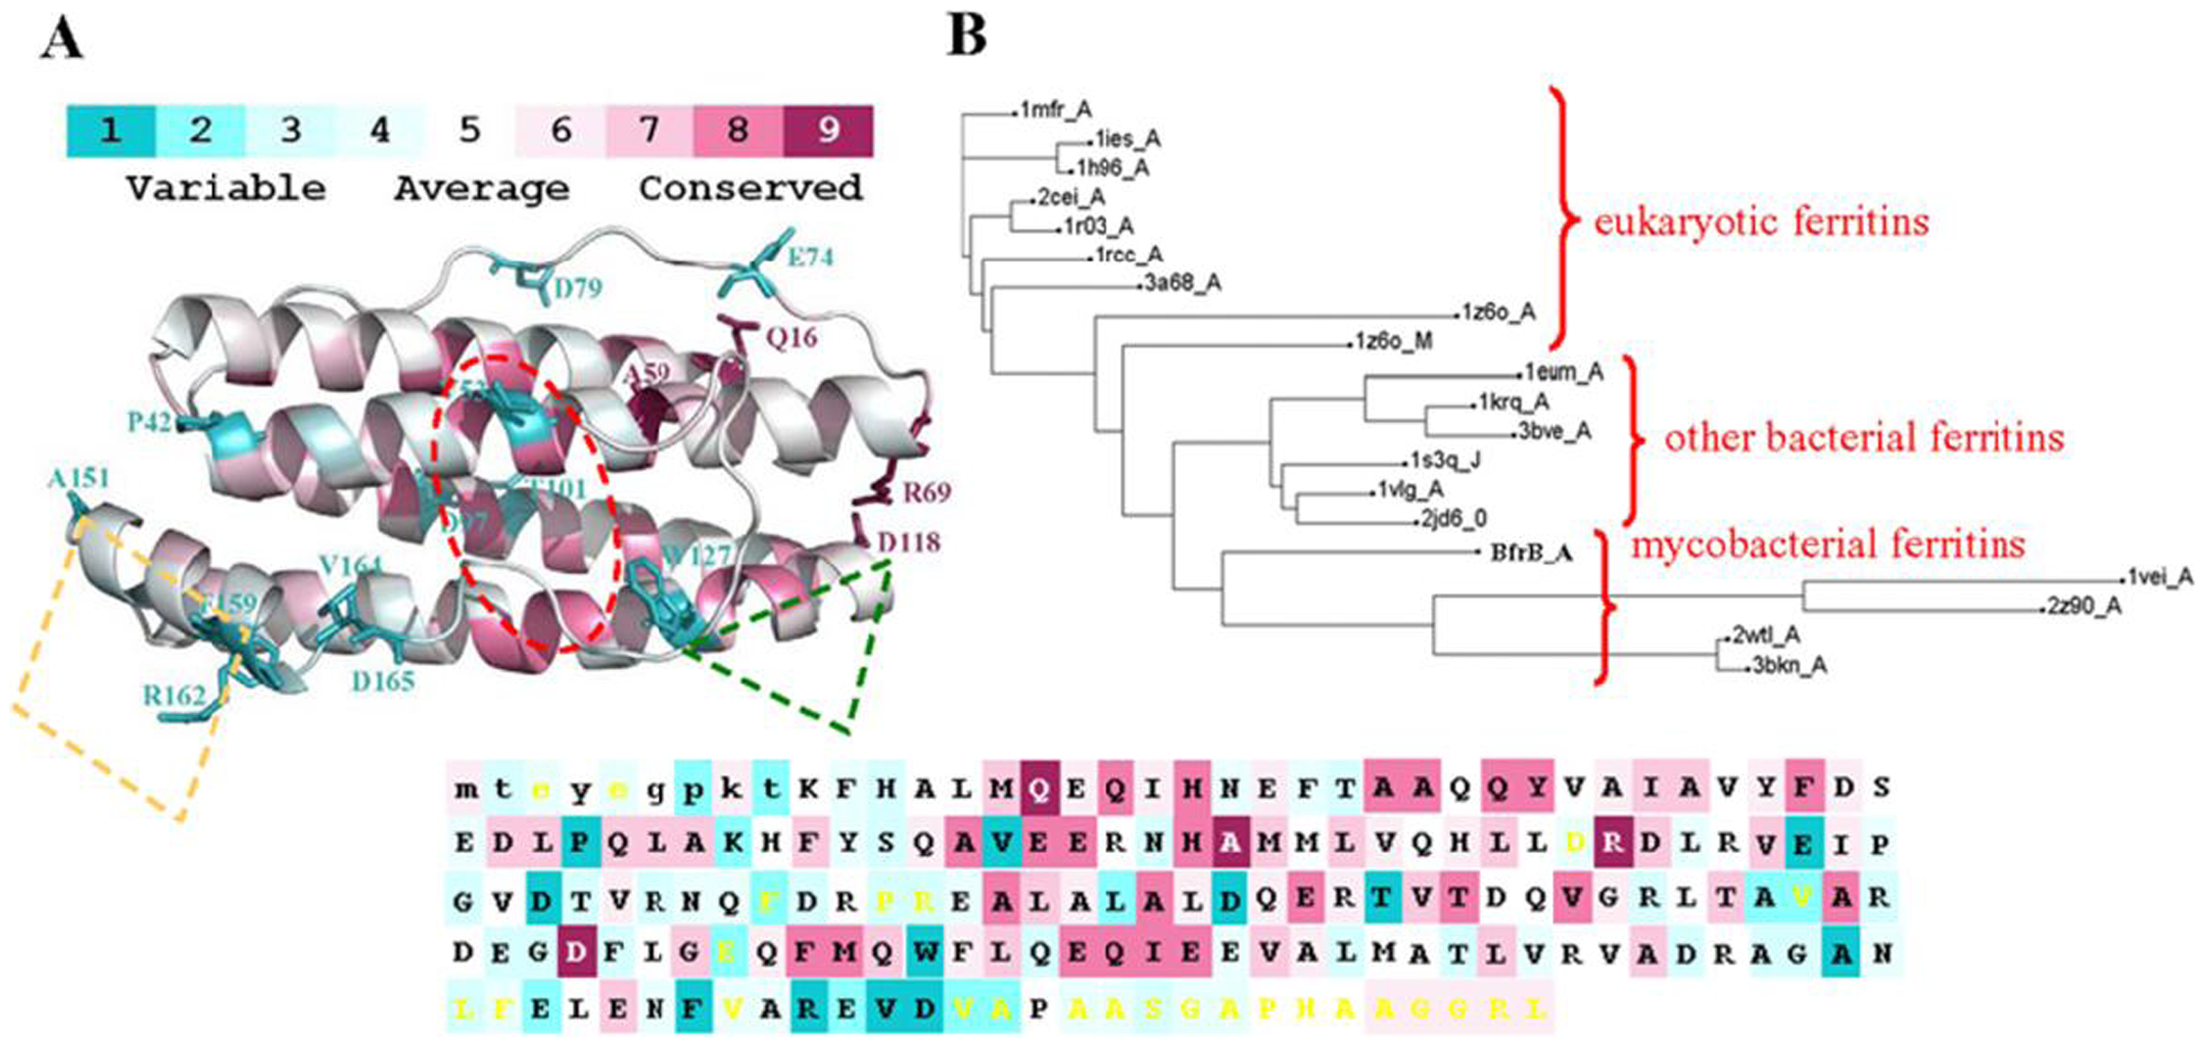 A
B
1 2 3 4 5 6 7 8 9
Variable Average Conserved
E74
D79
Q16
A59
P42
A151
T101
D97
R69
D118
W127
V164
F159
R162
D165
1mfr_A
1ies_A
1h96_A
2cei_A
1r03_A
1rcc_A
3a68_A
1z6o_A
1z6o_M
eukaryotic ferritins
1eum_A
1krq_A
3bve_A
1s3q_J
1vlg_A
2jd6_0
other bacterial ferritins
BfrB_A
1vei_A
2z90_A
2wtl_A
3bkn_A
mycobacterial ferritins
m t e y e g p k t K F H A L M Q E Q I H N E F T A A Q Q Y V A I A V Y F D S
E D L P Q L A K H F Y S Q A V E E R N H A M M L V Q H L L D R D L R V E I P
G V D T V R N Q F D R P R E A L A L A L D Q E R T V T D Q V G R L T A V A R
D E G D F L G E Q F M Q W F L Q E Q I E E V A L M A T L V R V A D R A G A N
L F E L E N F V A R E V D V A P A A S G A P H A A G G R L